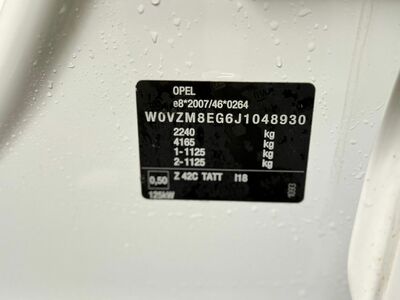 OPEL
e8*2007/46*0264
W0VZM8EG6J1048930
2240 kg
4165 kg
1-1125 kg
2-1125 kg
0,50 Z 42C TATT I18
125kW 1093